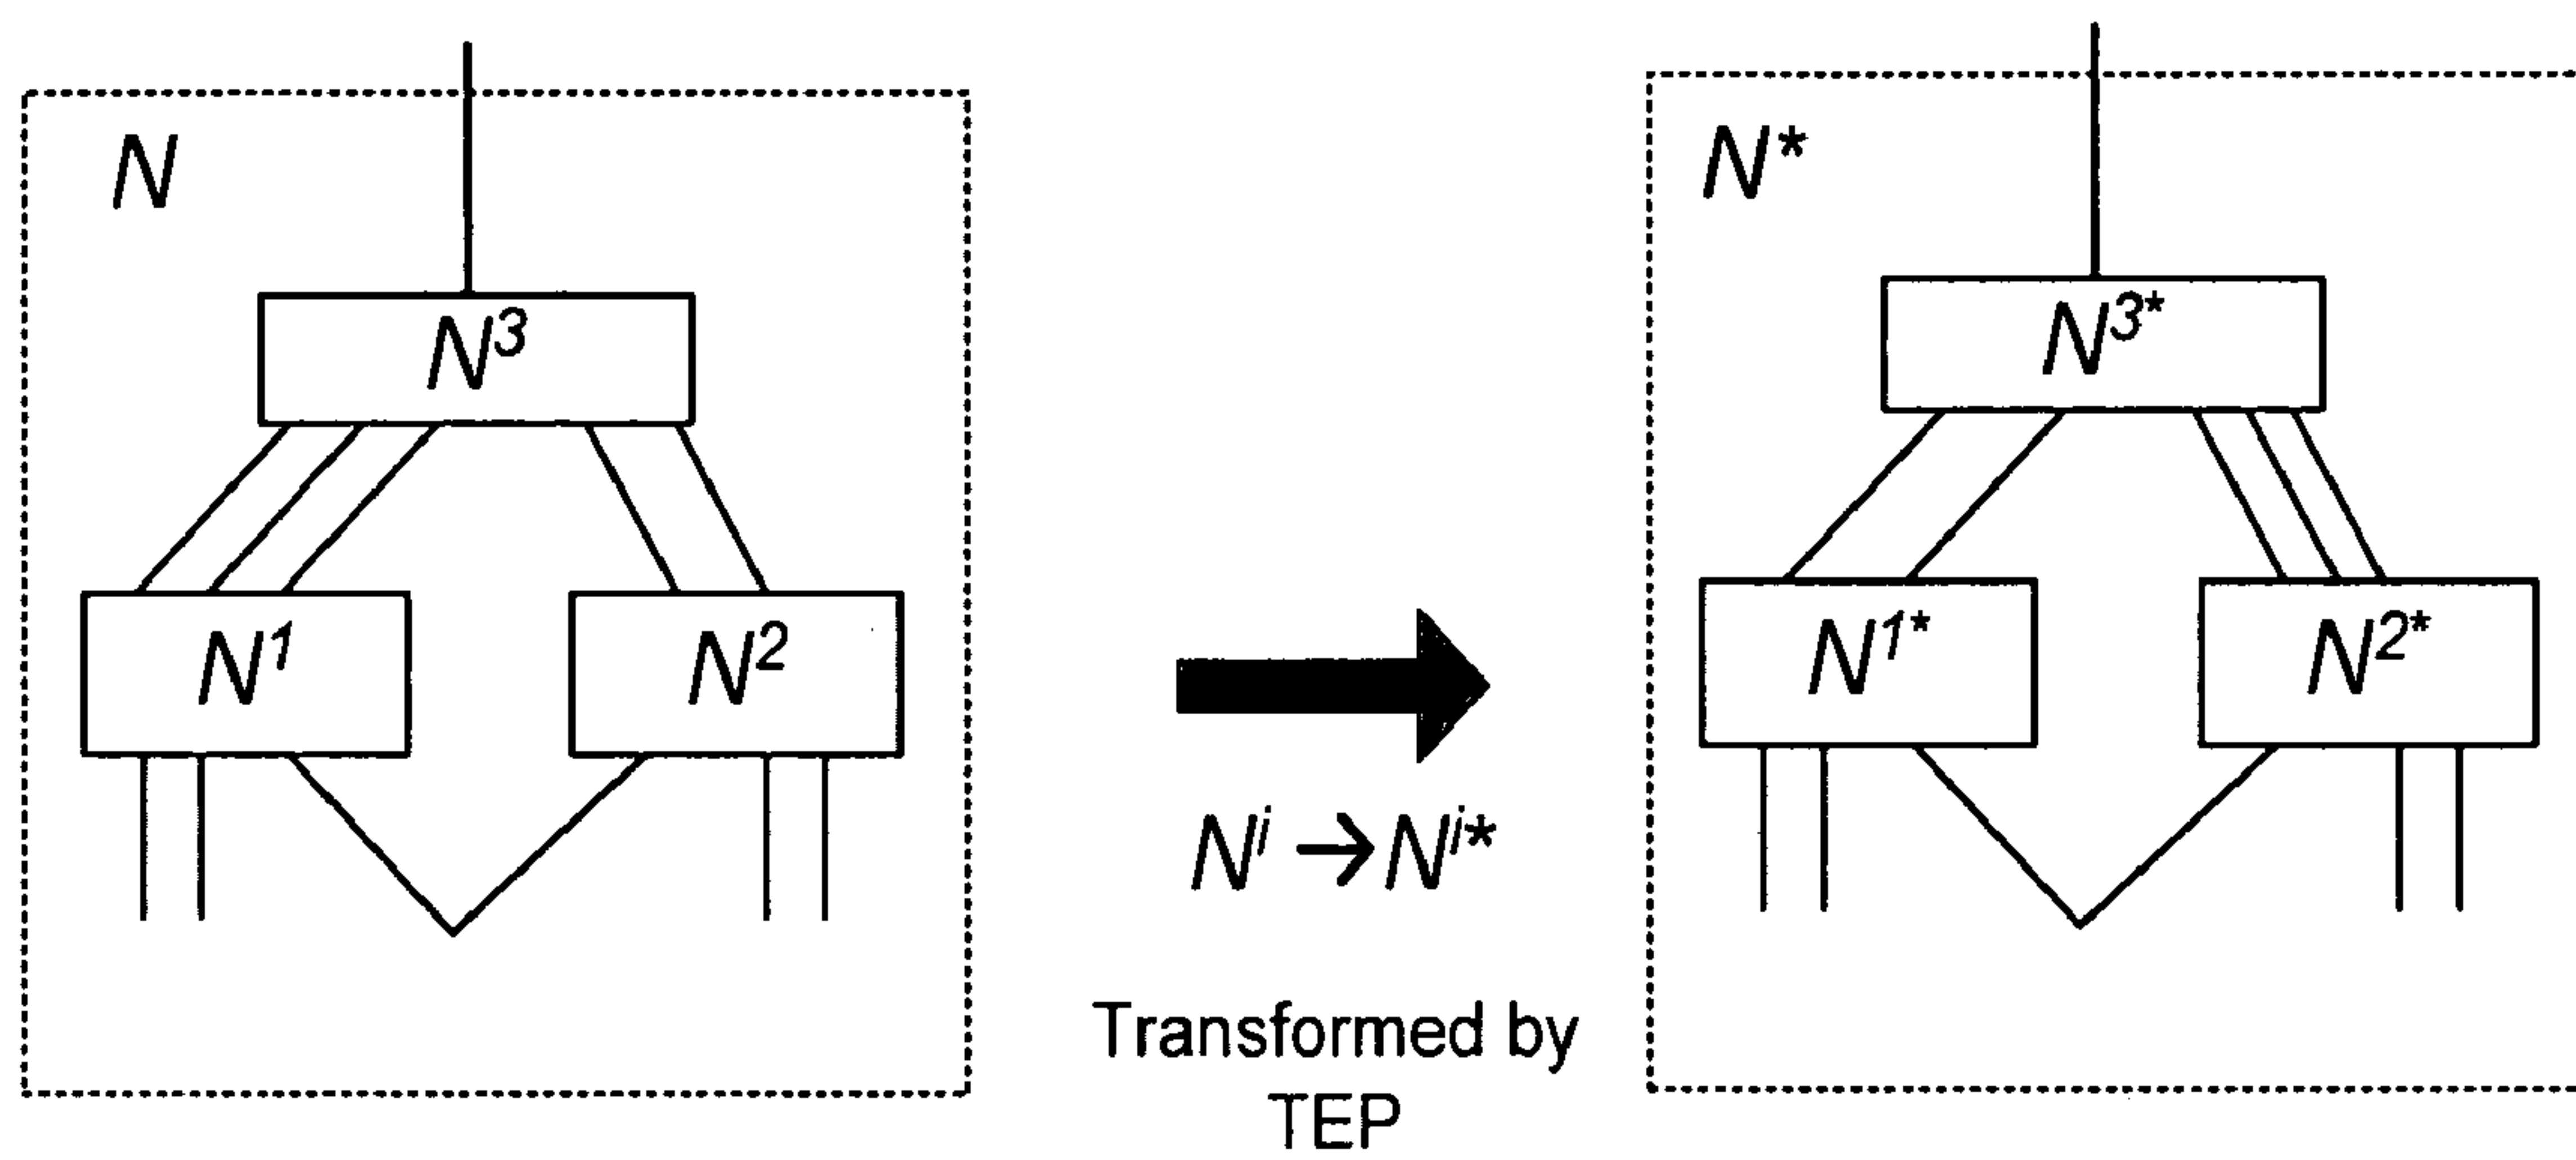 N
N³
N¹
N²
Nⁱ → Nⁱ*
Transformed by
TEP
N*
N³*
N¹*
N²*